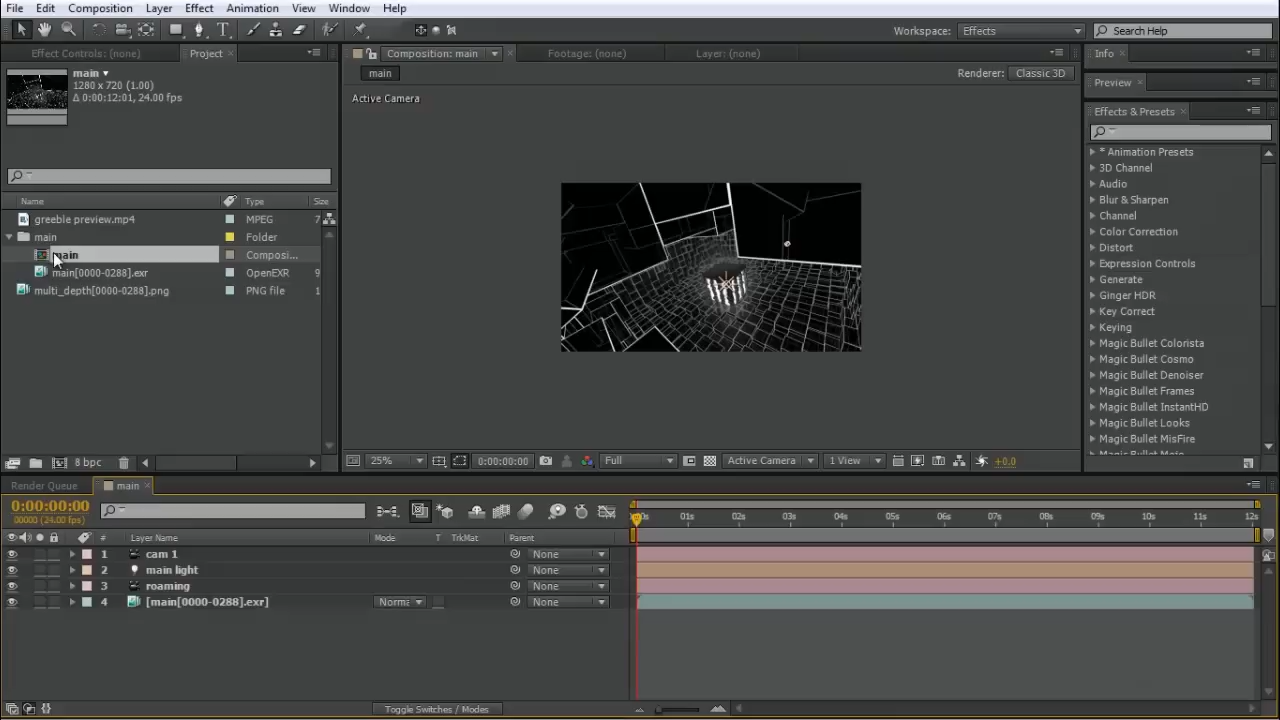 File Edit Composition Layer Effect Animation View Window Help
Workspace: Effects Search Help
Effect Controls: (none) Project
Composition: main Footage: (none) Layer: (none)
Info
main
1280 x 720 (1.00)
Δ 0:00:12:01, 24.00 fps
main
Renderer: Classic 3D
Preview
Active Camera
Effects & Presets
Name Type Size
greeble preview.mp4 MPEG 7
main Folder
main Composi...
main[0000-0288].exr OpenEXR 9
multi_depth[0000-0288].png PNG file 1
* Animation Presets
3D Channel
Audio
Blur & Sharpen
Channel
Color Correction
Distort
Expression Controls
Generate
Ginger HDR
Key Correct
Keying
Magic Bullet Colorista
Magic Bullet Cosmo
Magic Bullet Denoiser
Magic Bullet Frames
Magic Bullet InstantHD
Magic Bullet Looks
Magic Bullet MisFire
8 bpc
25% 0:00:00:00 Full Active Camera 1 View +0.0
Render Queue main
0:00:00:00
00000 (24.00 fps)
01s 02s 03s 04s 05s 06s 07s 08s 09s 10s 11s 12s
# Layer Name Mode T TrkMat Parent
1 cam 1 None
2 main light None
3 roaming None
4 [main[0000-0288].exr] Norma None
Toggle Switches / Modes